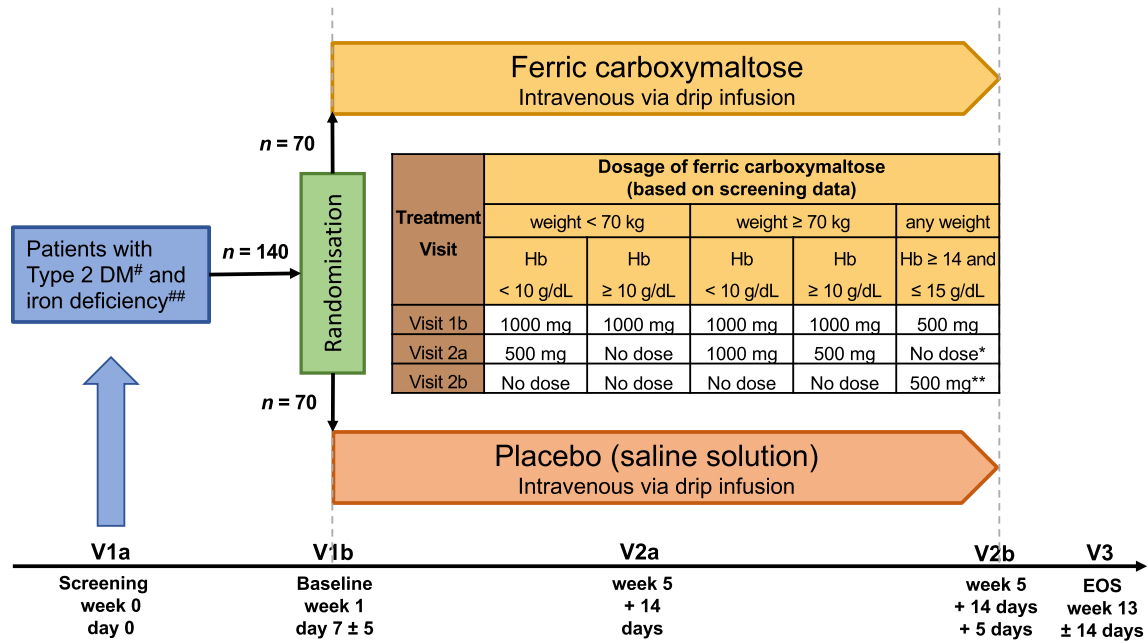 Ferric carboxymaltose
Intravenous via drip infusion
n = 70
Patients with
Type 2 DM# and
iron deficiency##
n = 140
Randomisation
Treatment
Visit
Dosage of ferric carboxymaltose
(based on screening data)
weight < 70 kg
weight ≥ 70 kg
any weight
Hb
< 10 g/dL
Hb
≥ 10 g/dL
Hb
< 10 g/dL
Hb
≥ 10 g/dL
Hb ≥ 14 and
≤ 15 g/dL
Visit 1b 1000 mg 1000 mg 1000 mg 1000 mg 500 mg
Visit 2a 500 mg No dose 1000 mg 500 mg No dose*
Visit 2b No dose No dose No dose No dose 500 mg**
n = 70
Placebo (saline solution)
Intravenous via drip infusion
V1a
Screening
week 0
day 0
V1b
Baseline
week 1
day 7 ± 5
V2a
week 5
+ 14
days
V2b
week 5
+ 14 days
+ 5 days
V3
EOS
week 13
± 14 days